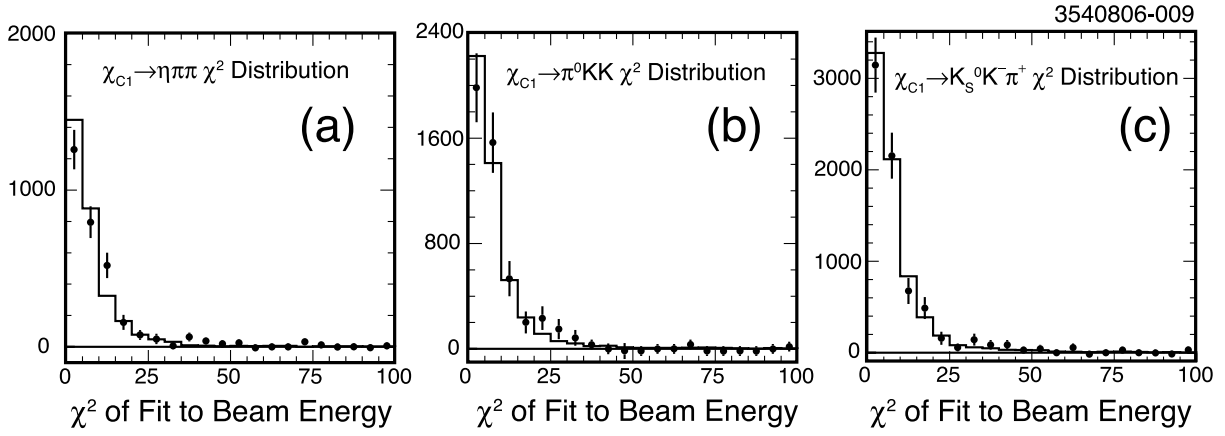 3540806-009
2000
1000
0
χC1→ηππ χ² Distribution
(a)
0 25 50 75 100
χ² of Fit to Beam Energy
2400
1600
800
0
χC1→π⁰KK χ² Distribution
(b)
0 25 50 75 100
χ² of Fit to Beam Energy
3000
2000
1000
0
χC1→KS⁰K⁻π⁺ χ² Distribution
(c)
0 25 50 75 100
χ² of Fit to Beam Energy